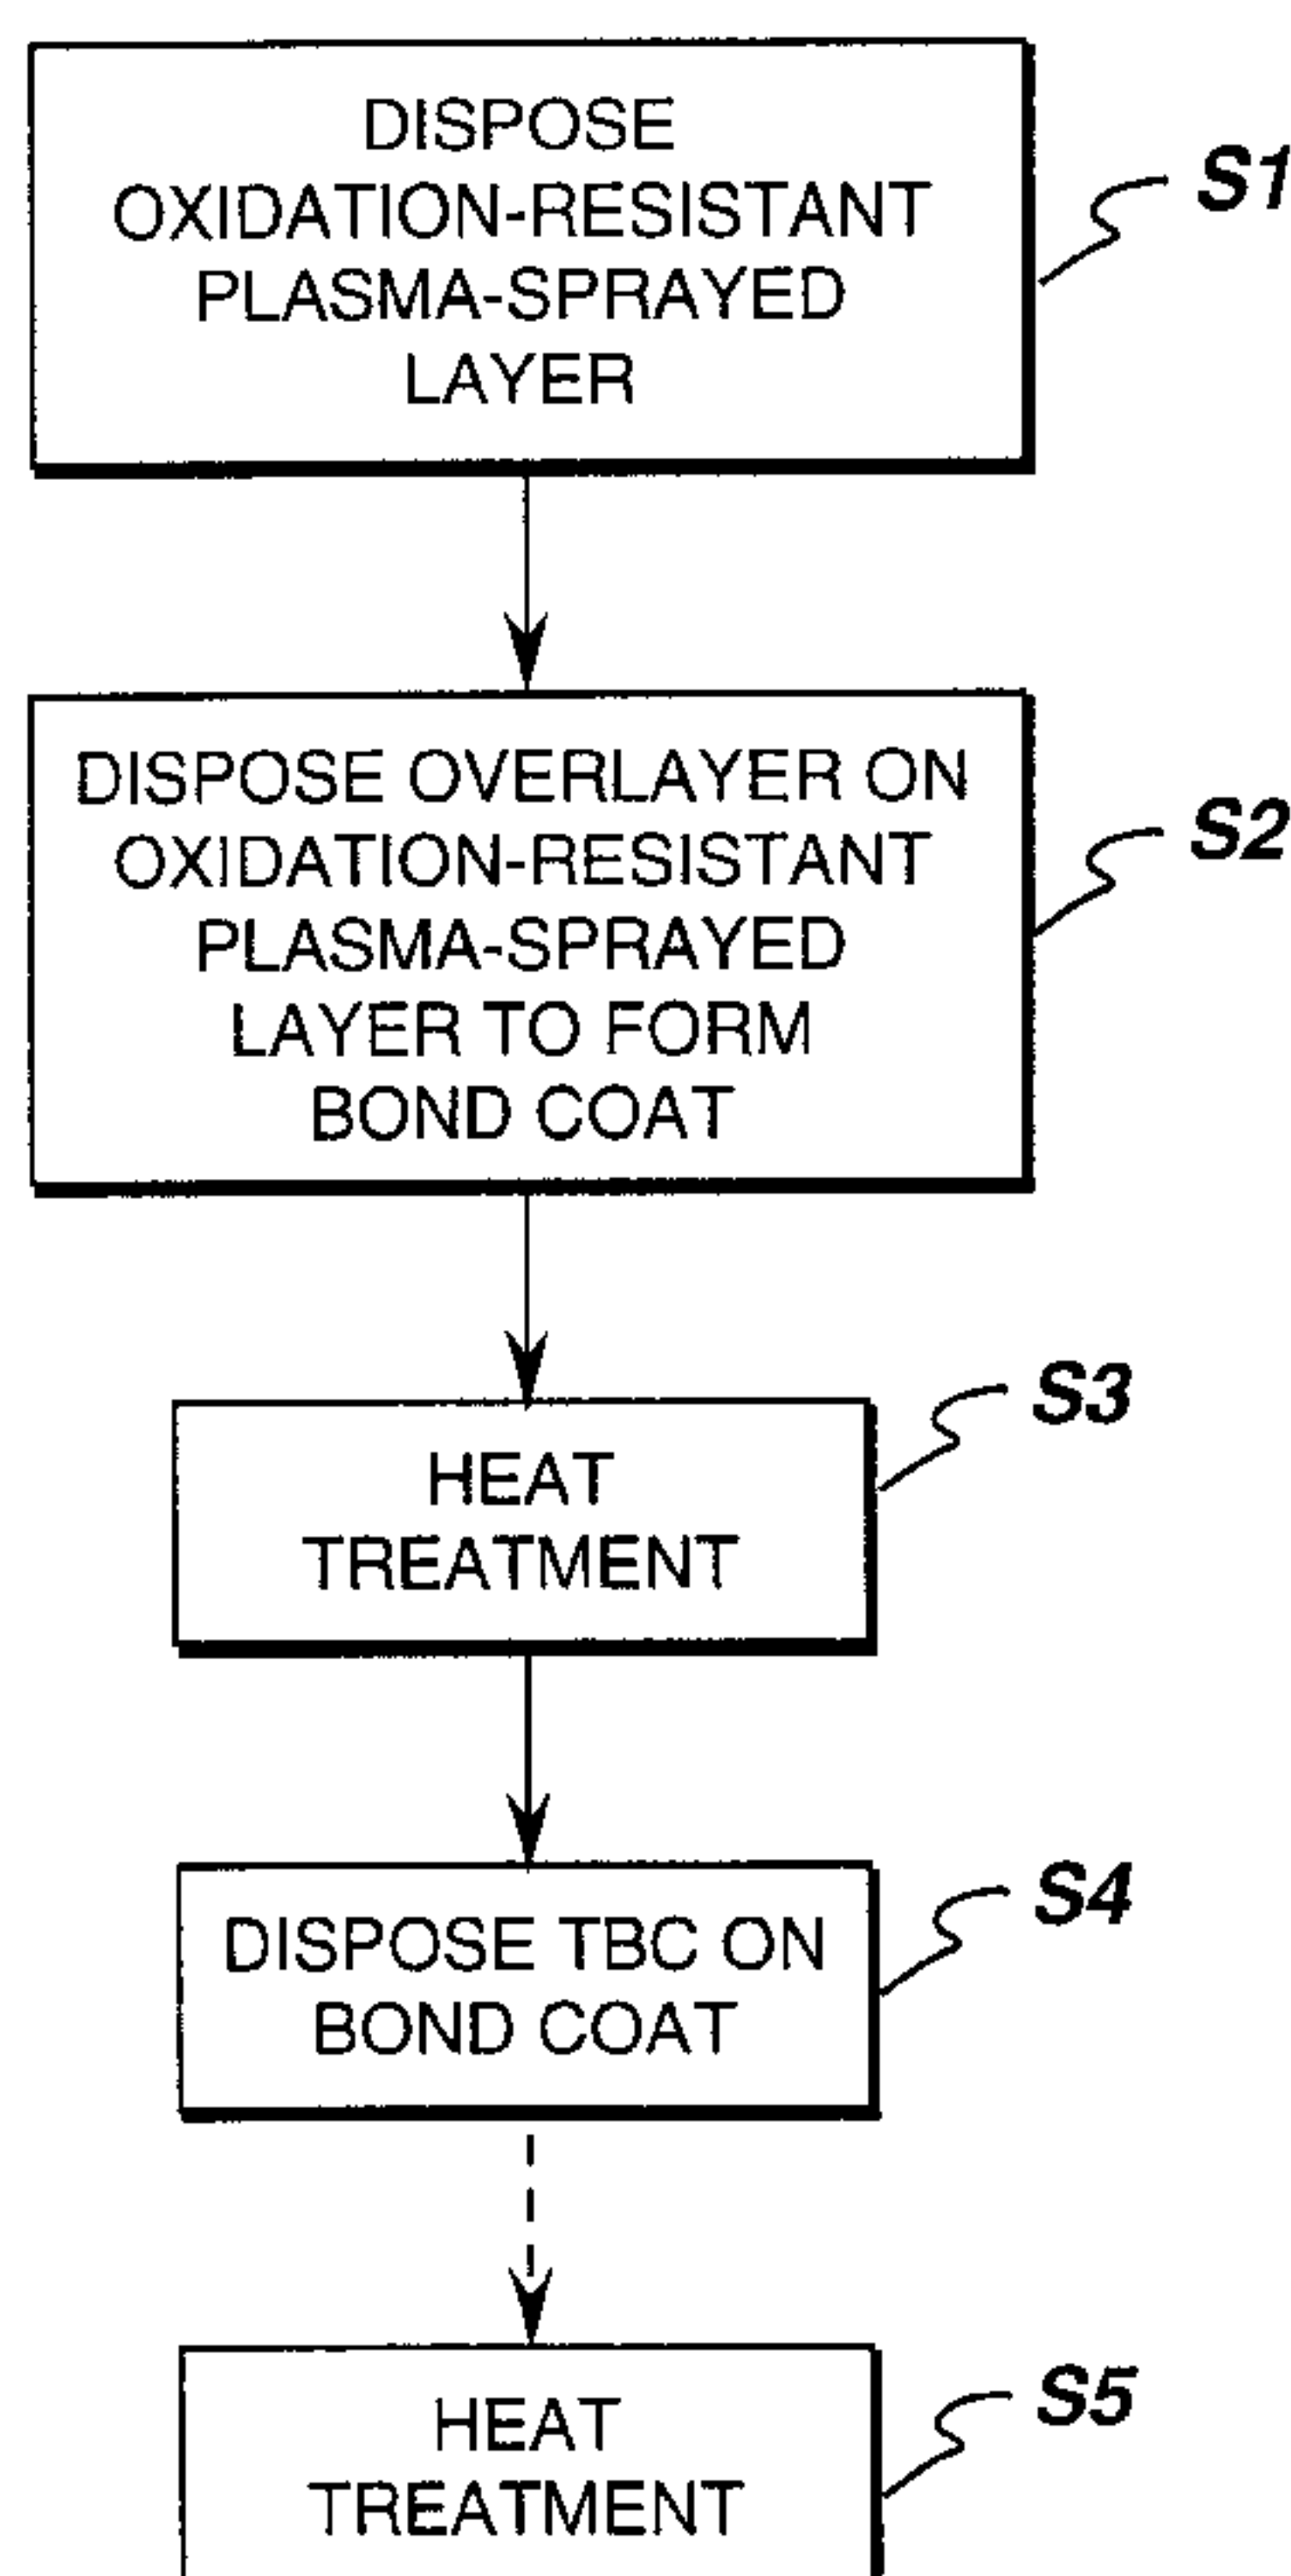 DISPOSE
OXIDATION-RESISTANT
PLASMA-SPRAYED
LAYER
S1
DISPOSE OVERLAYER ON
OXIDATION-RESISTANT
PLASMA-SPRAYED
LAYER TO FORM
BOND COAT
S2
HEAT
TREATMENT
S3
DISPOSE TBC ON
BOND COAT
S4
HEAT
TREATMENT
S5